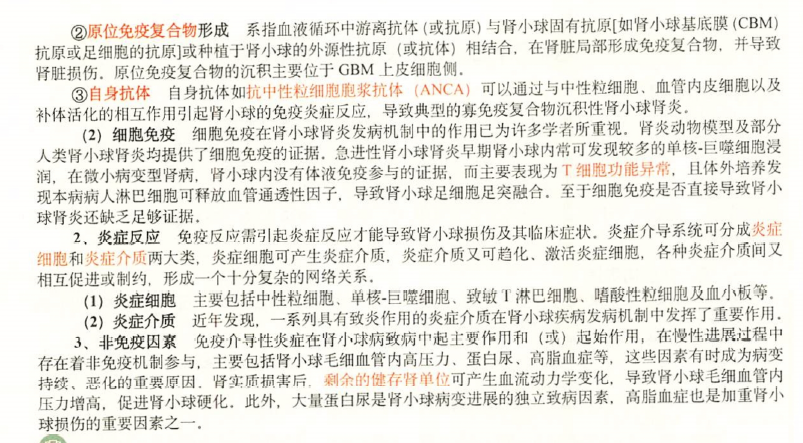 ②原位免疫复合物形成 系指血液循环中游离抗体(或抗原)与肾小球固有抗原[如肾小球基底膜(CBM)
抗原或足细胞的抗原]或种植于肾小球的外源性抗原(或抗体)相结合,在肾脏局部形成免疫复合物,并导致
肾脏损伤。原位免疫复合物的沉积主要位于GBM上皮细胞侧。
③自身抗体 自身抗体如抗中性粒细胞胞浆抗体(ANCA)可以通过与中性粒细胞、血管内皮细胞以及
补体活化的相互作用引起肾小球的免疫炎症反应,导致典型的寡免疫复合物沉积性肾小球肾炎。
(2)细胞免疫 细胞免疫在肾小球肾炎发病机制中的作用已为许多学者所重视。肾炎动物模型及部分
人类肾小球肾炎均提供了细胞免疫的证据。急进性肾小球肾炎早期肾小球内常可发现较多的单核-巨噬细胞浸
润,在微小病变型肾病,肾小球内没有体液免疫参与的证据,而主要表现为T细胞功能异常,且体外培养发
现本病病人淋巴细胞可释放血管通透性因子,导致肾小球足细胞足突融合。至于细胞免疫是否直接导致肾小
球肾炎还缺乏足够证据。
2、炎症反应 免疫反应需引起炎症反应才能导致肾小球损伤及其临床症状。炎症介导系统可分成炎症
细胞和炎症介质两大类,炎症细胞可产生炎症介质,炎症介质又可趋化、激活炎症细胞,各种炎症介质间又
相互促进或制约,形成一个十分复杂的网络关系。
(1)炎症细胞 主要包括中性粒细胞、单核-巨噬细胞、致敏T淋巴细胞、嗜酸性粒细胞及血小板等。
(2)炎症介质 近年发现,一系列具有致炎作用的炎症介质在肾小球疾病发病机制中发挥了重要作用。
3、非免疫因素 免疫介导性炎症在肾小球病致病中起主要作用和(或)起始作用,在慢性进展过程中
存在着非免疫机制参与,主要包括肾小球毛细血管内高压力、蛋白尿、高脂血症等,这些因素有时成为病变
持续、恶化的重要原因。肾实质损害后,剩余的健存肾单位可产生血流动力学变化,导致肾小球毛细血管内
压力增高,促进肾小球硬化。此外,大量蛋白尿是肾小球病变进展的独立致病因素,高脂血症也是加重肾小
球损伤的重要因素之一。